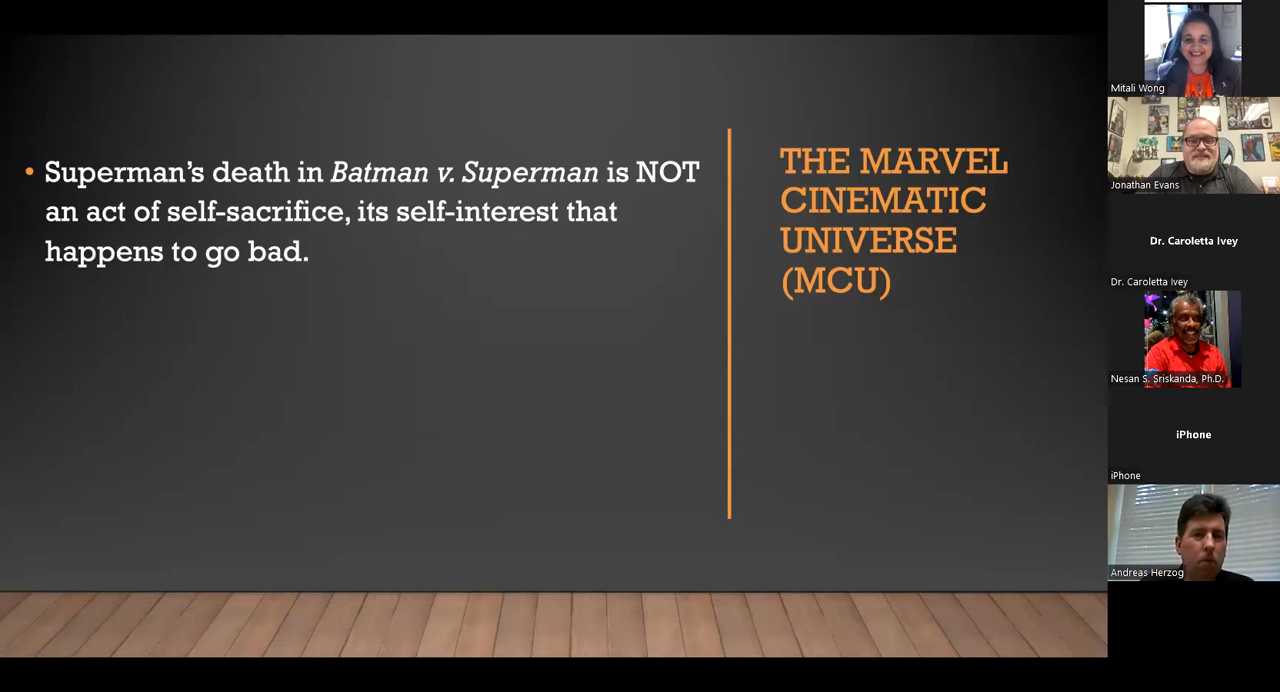 • Superman’s death in Batman v. Superman is NOT
an act of self-sacrifice, its self-interest that
happens to go bad.
THE MARVEL
CINEMATIC
UNIVERSE
(MCU)
Mitali Wong
Jonathan Evans
Dr. Caroletta Ivey
Dr. Caroletta Ivey
Nesan S. Sriskanda, Ph.D.
iPhone
iPhone
Andreas Herzog